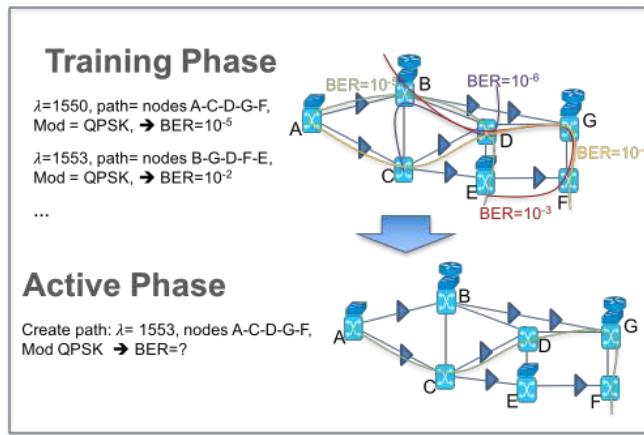 Training Phase
λ=1550, path= nodes A-C-D-G-F,
Mod = QPSK, ➔ BER=10⁻⁵
λ=1553, path= nodes B-G-D-F-E,
Mod = QPSK, ➔ BER=10⁻²
...
B
BER=10⁻⁶
A
G
D
C
E
F
BER=10⁻³
Active Phase
Create path: λ= 1553, nodes A-C-D-G-F,
Mod QPSK ➔ BER=?
B
A
G
D
C
E
F